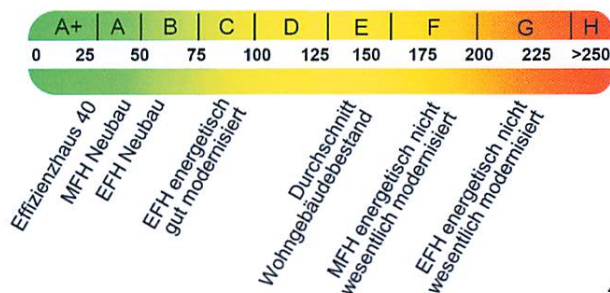 A+ A B C D E F G H
0 25 50 75 100 125 150 175 200 225 >250
Effizienzhaus 40
MFH Neubau
EFH Neubau
EFH energetisch
gut modernisiert
Durchschnitt
Wohngebäudebestand
MFH energetisch nicht
wesentlich modernisiert
EFH energetisch nicht
wesentlich modernisiert